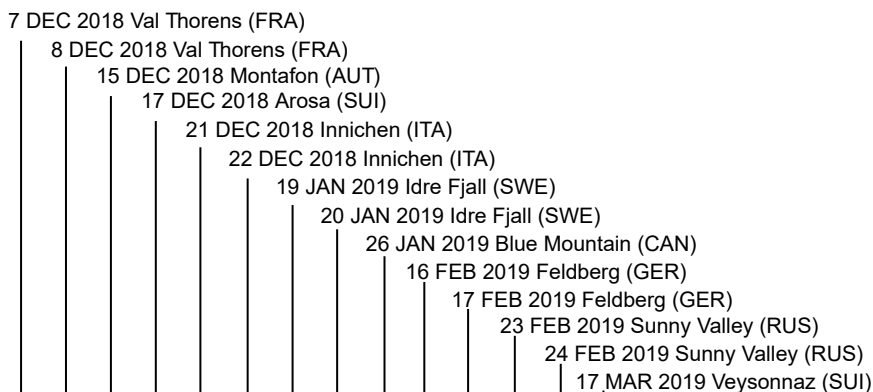 7 DEC 2018 Val Thorens (FRA)
8 DEC 2018 Val Thorens (FRA)
15 DEC 2018 Montafon (AUT)
17 DEC 2018 Arosa (SUI)
21 DEC 2018 Innichen (ITA)
22 DEC 2018 Innichen (ITA)
19 JAN 2019 Idre Fjall (SWE)
20 JAN 2019 Idre Fjall (SWE)
26 JAN 2019 Blue Mountain (CAN)
16 FEB 2019 Feldberg (GER)
17 FEB 2019 Feldberg (GER)
23 FEB 2019 Sunny Valley (RUS)
24 FEB 2019 Sunny Valley (RUS)
17 MAR 2019 Veysonnaz (SUI)